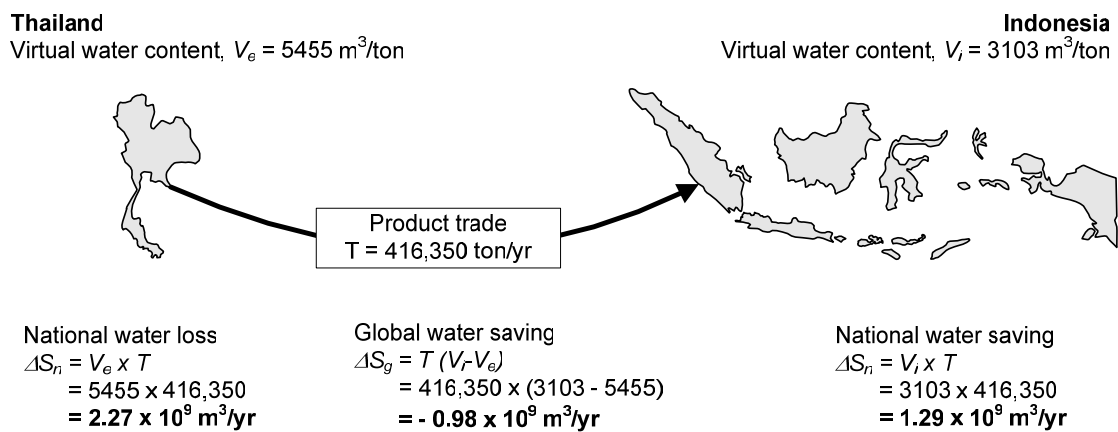 Thailand
Virtual water content, Ve = 5455 m³/ton
Indonesia
Virtual water content, Vi = 3103 m³/ton
Product trade
T = 416,350 ton/yr
National water loss
ΔSn = Ve x T
= 5455 x 416,350
= 2.27 x 10⁹ m³/yr
Global water saving
ΔSg = T (Vi-Ve)
= 416,350 x (3103 - 5455)
= - 0.98 x 10⁹ m³/yr
National water saving
ΔSn = Vi x T
= 3103 x 416,350
= 1.29 x 10⁹ m³/yr